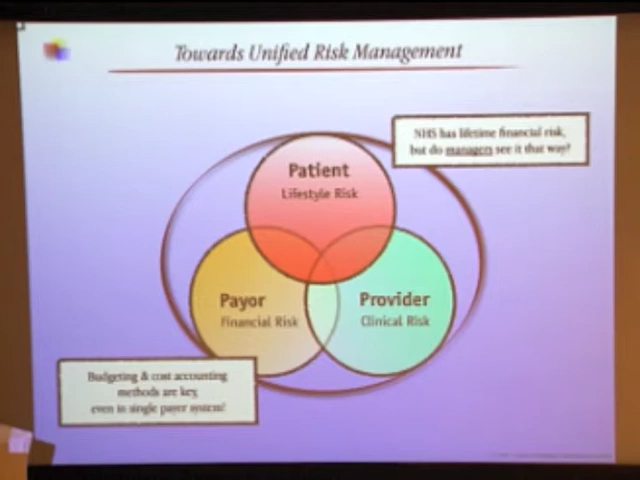 Towards Unified Risk Management
NHS has lifetime financial risk,
but do managers see it that way?
Patient
Lifestyle Risk
Payor
Financial Risk
Provider
Clinical Risk
Budgeting & cost accounting
methods are key,
even in single payer system!